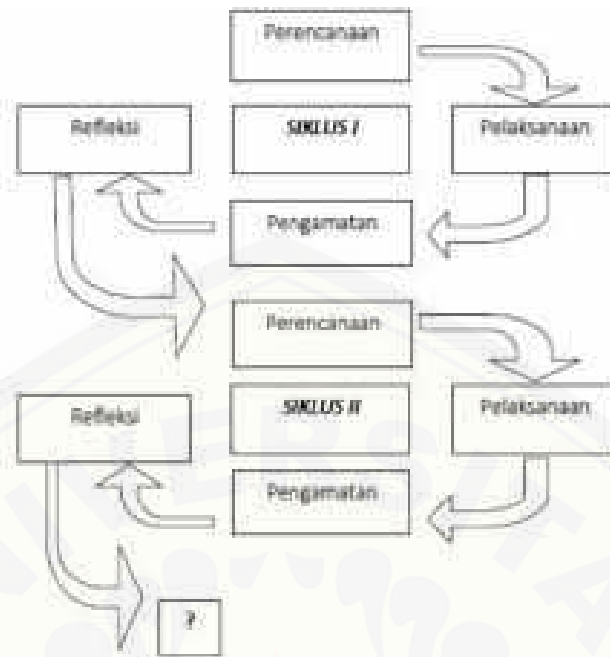 Perencanaan
Refleksi
SIKLUS I
Pelaksanaan
Pengamatan
Perencanaan
Refleksi
SIKLUS II
Pelaksanaan
Pengamatan
?